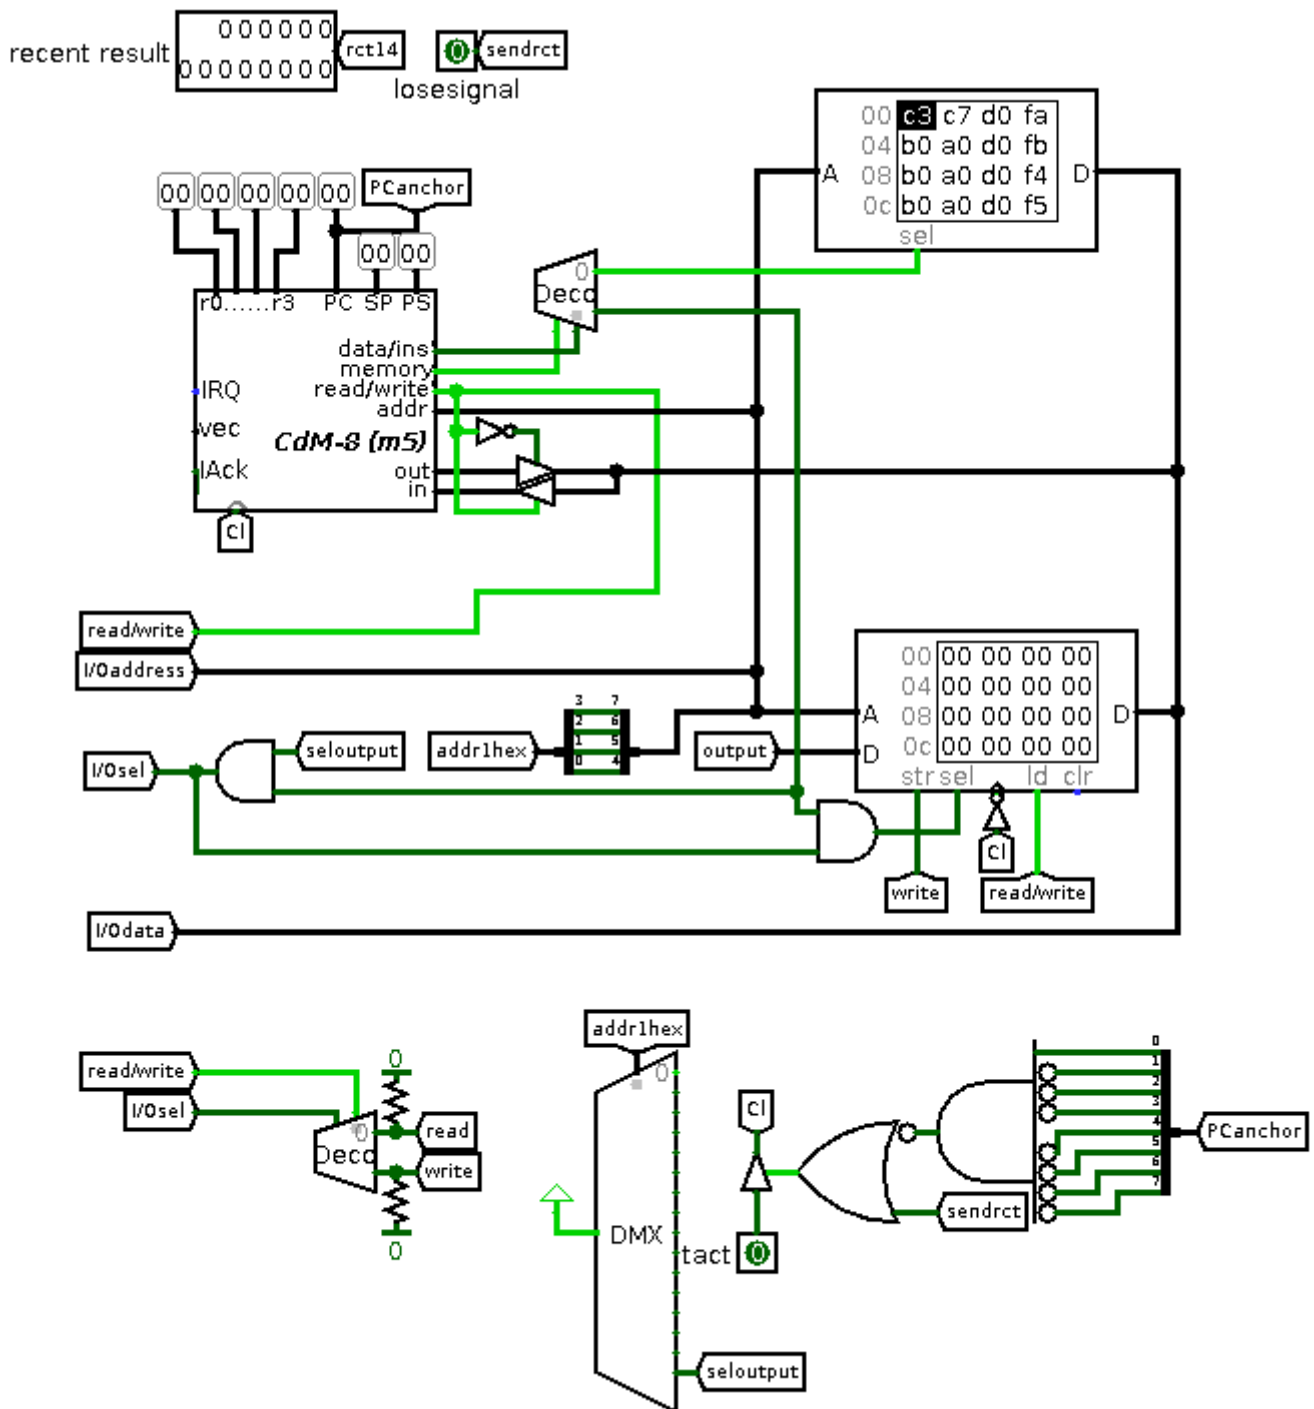 000000
recent result
00000000
rct14
0
sendrct
losesignal
00 c3 c7 d0 fa
04 b0 a0 d0 fb
08 b0 a0 d0 f4
0c b0 a0 d0 f5
A
D
sel
00 00 00 00 00
PCanchor
00 00
r0......r3 PC SP PS
0
Decd
data/ins
memory
read/write
addr
IRQ
vec
CdM-8 (m5)
IAck
out
in
Cl
read/write
I/Oaddress
00 00 00 00 00
04 00 00 00 00
08 00 00 00 00
0c 00 00 00 00
A
D
D
str sel ld clr
3 7
2 6
1 5
0 4
seloutput
addr1hex
output
I/Osel
Cl
write
read/write
I/Odata
addr1hex
read/write
I/Osel
0
0
Decd
read
write
0
0
DMX
seloutput
Cl
tact
0
sendrct
0
1
2
3
4
5
6
7
PCanchor